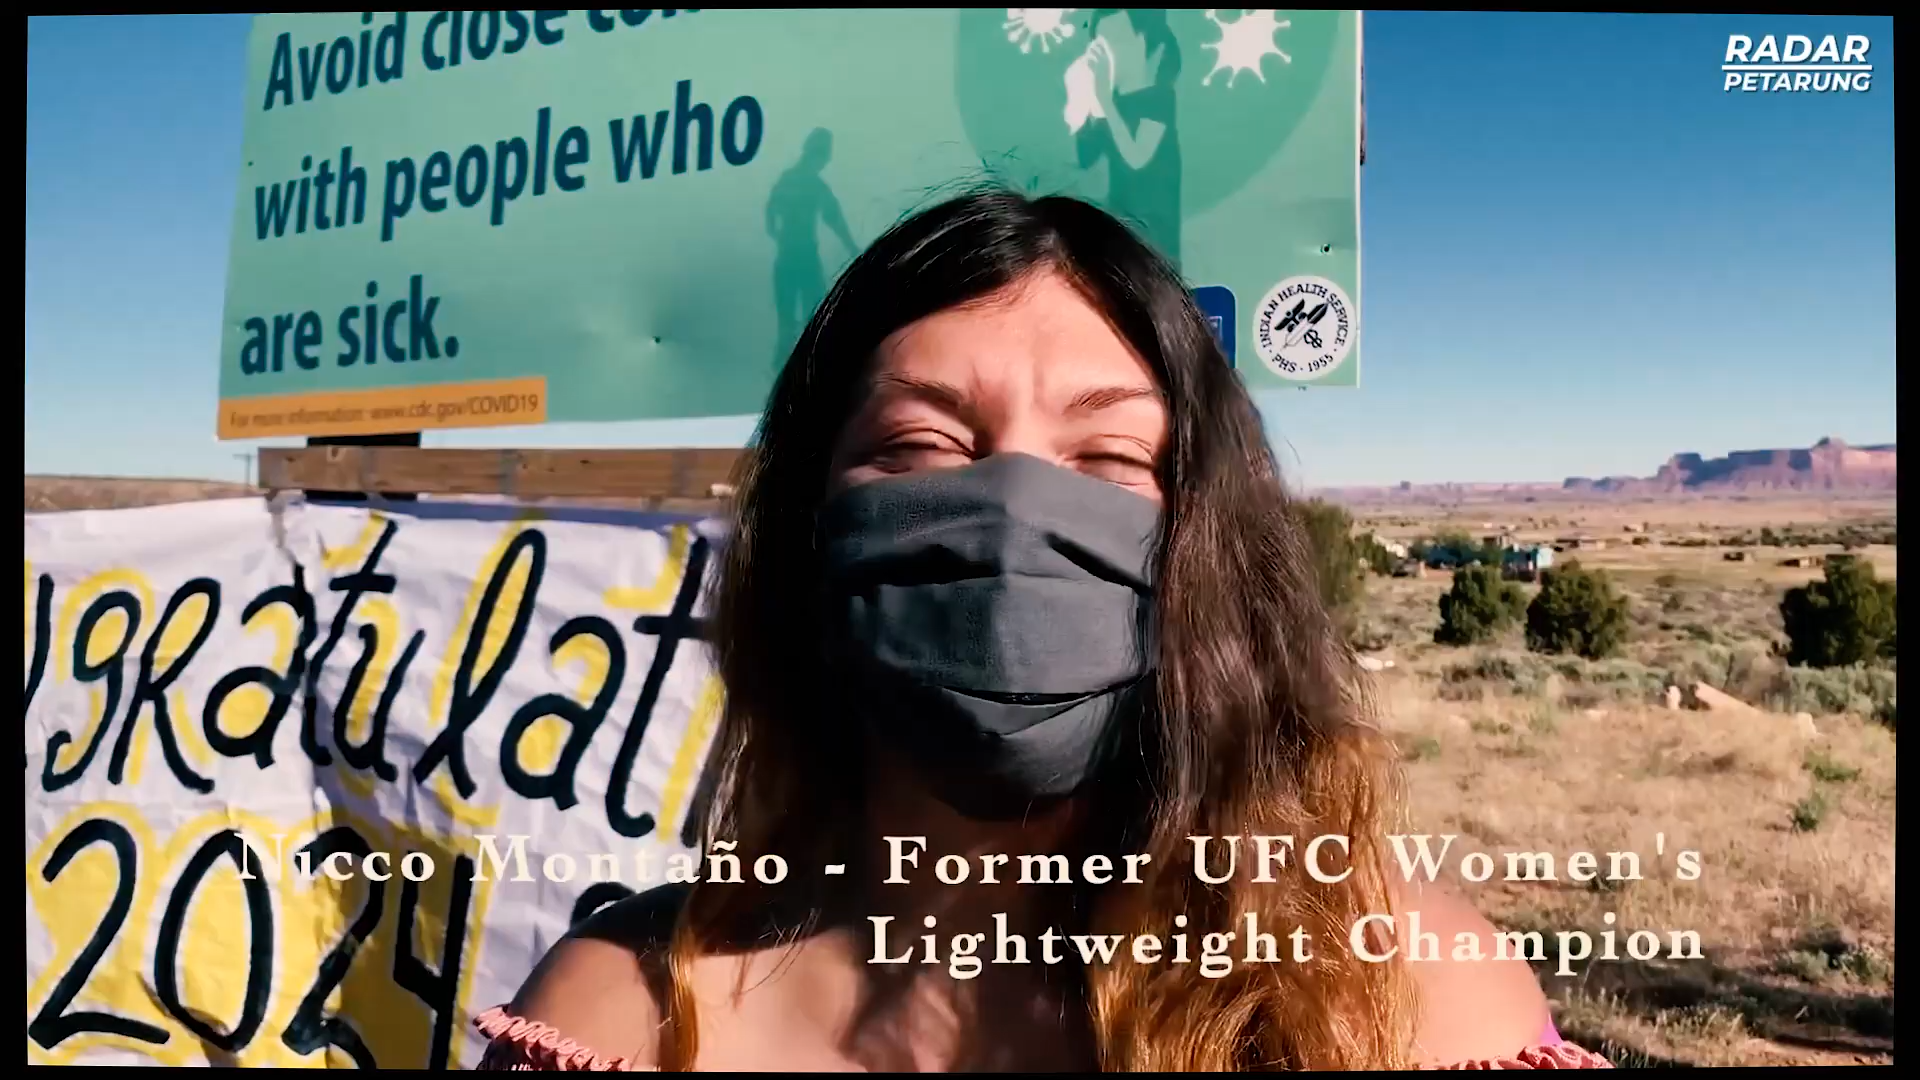 Avoid close
with people who
are sick.
For more information: www.cdc.gov/COVID19
INDIAN HEALTH SERVICE
PHS - 1955
RADAR
PETARUNG
ngRatulat
2024
Nicco Montaño - Former UFC Women's
Lightweight Champion